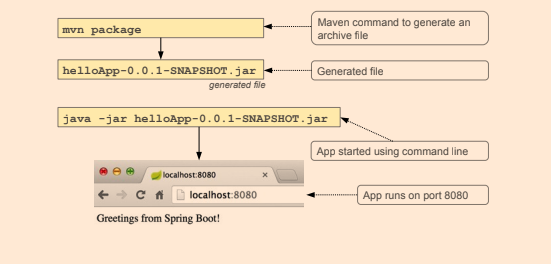 mvn package
Maven command to generate an
archive file
helloApp-0.0.1-SNAPSHOT.jar
Generated file
generated file
java -jar helloApp-0.0.1-SNAPSHOT.jar
App started using command line
localhost:8080
localhost:8080
App runs on port 8080
Greetings from Spring Boot!